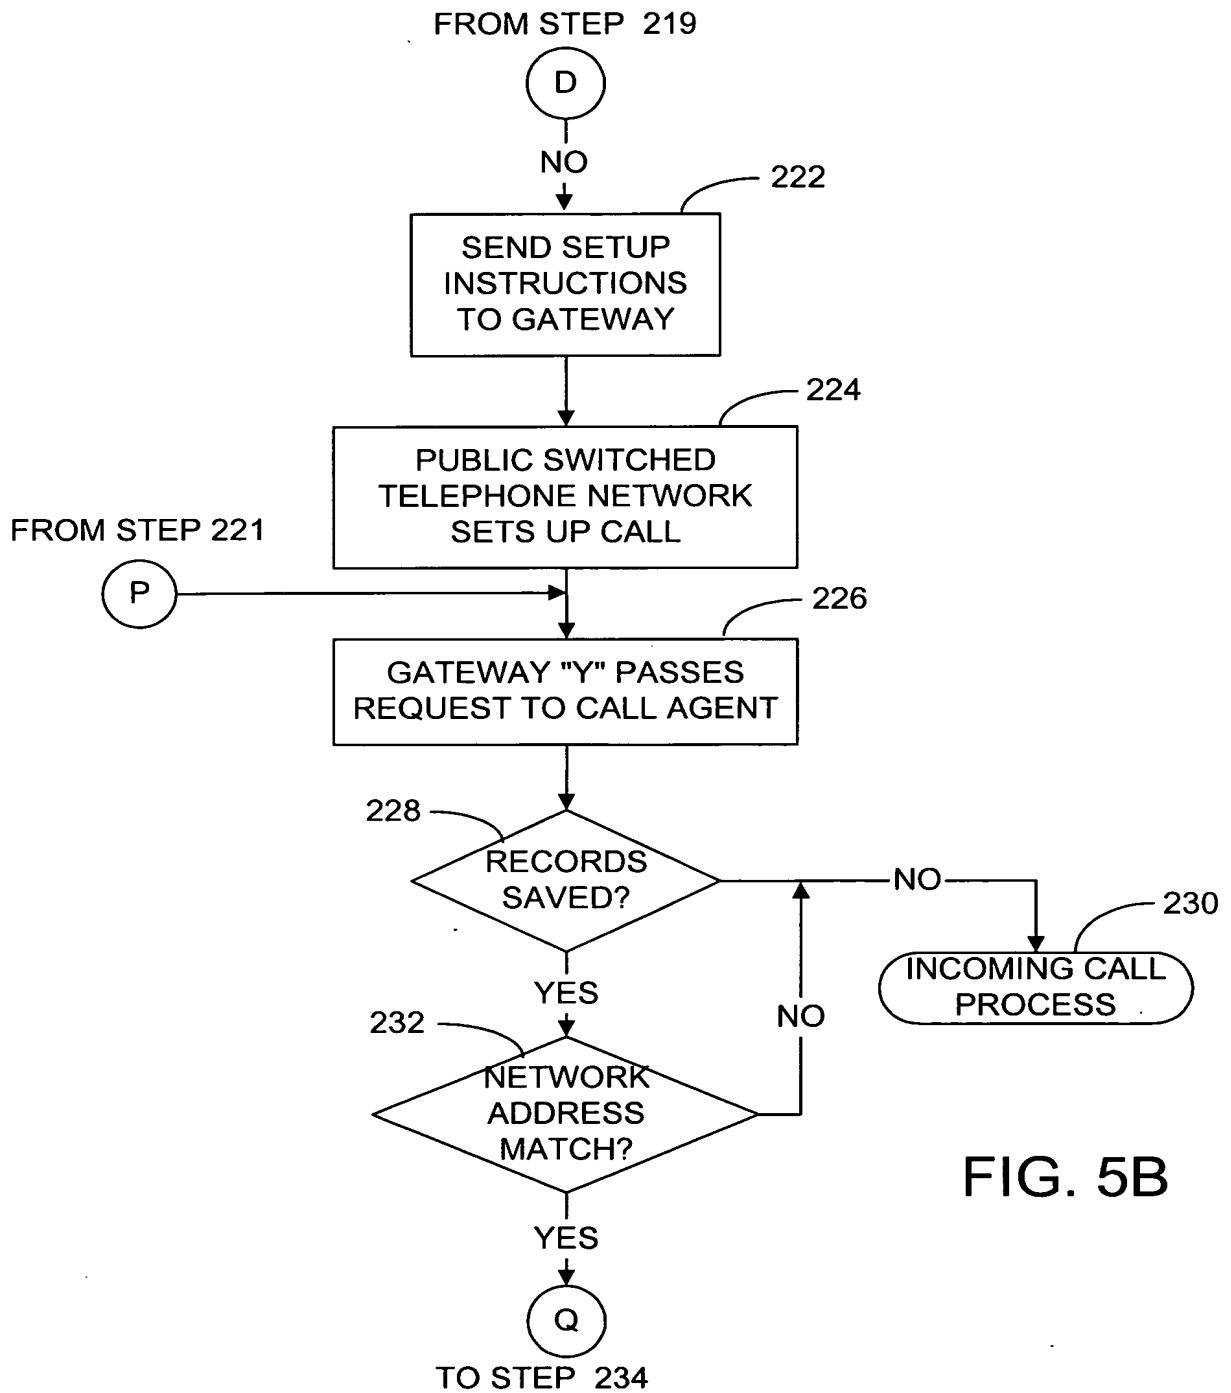 FROM STEP 219
D
NO
222
SEND SETUP
INSTRUCTIONS
TO GATEWAY
224
PUBLIC SWITCHED
TELEPHONE NETWORK
SETS UP CALL
FROM STEP 221
P
226
GATEWAY "Y" PASSES
REQUEST TO CALL AGENT
228
RECORDS
SAVED?
NO
230
INCOMING CALL
PROCESS
YES
232
NO
NETWORK
ADDRESS
MATCH?
FIG. 5B
YES
Q
TO STEP 234